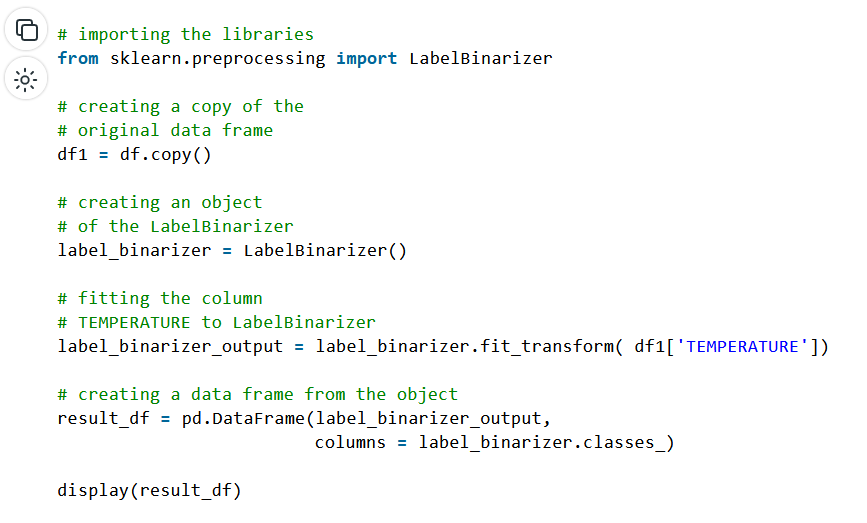 # importing the libraries
from sklearn.preprocessing import LabelBinarizer
# creating a copy of the
# original data frame
df1 = df.copy()
# creating an object
# of the LabelBinarizer
label_binarizer = LabelBinarizer()
# fitting the column
# TEMPERATURE to LabelBinarizer
label_binarizer_output = label_binarizer.fit_transform( df1['TEMPERATURE'])
# creating a data frame from the object
result_df = pd.DataFrame(label_binarizer_output,
                         columns = label_binarizer.classes_)
display(result_df)